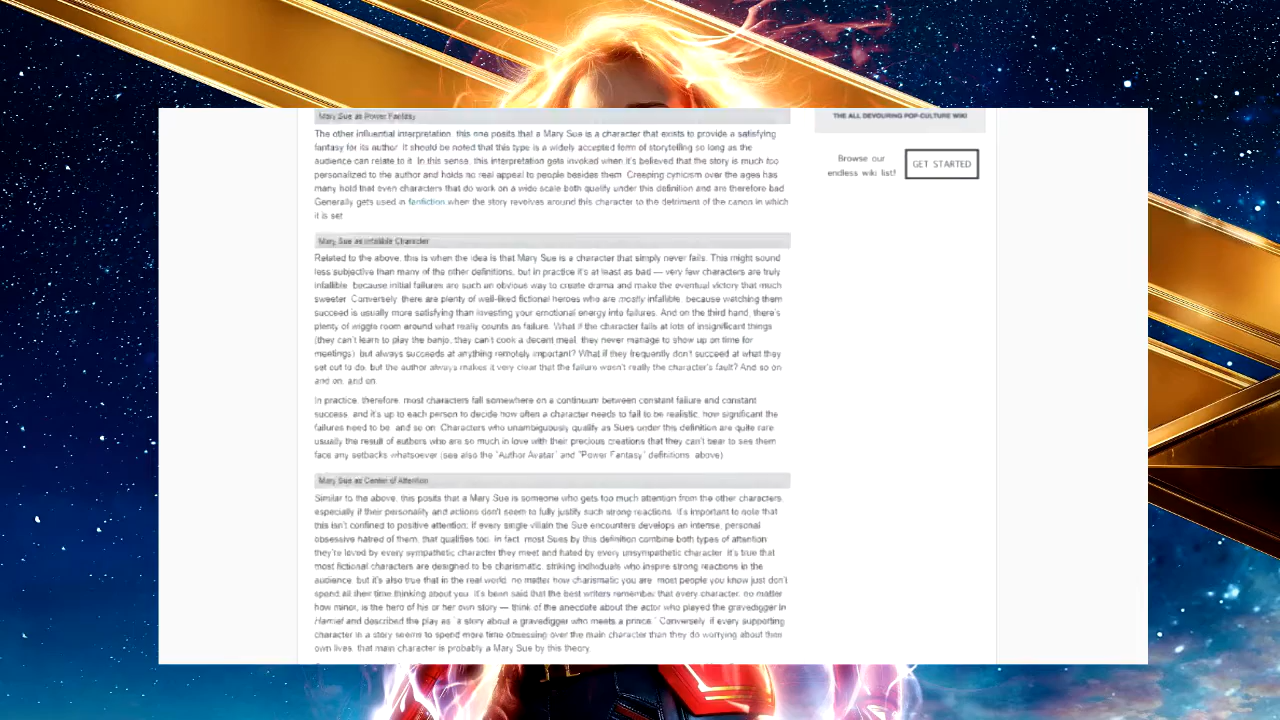 Mary Sue as Power Fantasy
The other influential interpretation, this one posits that a Mary Sue is a character that exists to provide a satisfying
fantasy for its author. It should be noted that this type is a widely accepted form of storytelling so long as the
audience can relate to it. In this sense, this interpretation gets invoked when it's believed that the story is much too
personalized to the author and holds no real appeal to people besides them. Creeping cynicism over the ages has
many hold that even characters that do work on a wide scale both qualify under this definition and are therefore bad.
Generally gets used in fanfiction when the story revolves around this character to the detriment of the canon in which
it is set.
Mary Sue as Infallible Character
Related to the above, this is when the idea is that Mary Sue is a character that simply never fails. This might sound
less subjective than many of the other definitions, but in practice it's at least as bad — very few characters are truly
infallible, because initial failures are such an obvious way to create drama and make the eventual victory that much
sweeter. Conversely, there are plenty of well-liked fictional heroes who are mostly infallible, because watching them
succeed is usually more satisfying than investing your emotional energy into failures. And on the third hand, there's
plenty of wiggle room around what really counts as failure. What if the character fails at lots of insignificant things
(they can't learn to play the banjo, they can't cook a decent meal, they never manage to show up on time for
meetings), but always succeeds at anything remotely important? What if they frequently don't succeed at what they
set out to do, but the author always makes it very clear that the failure wasn't really the character's fault? And so on
and on, and on.
In practice, therefore, most characters fall somewhere on a continuum between constant failure and constant
success, and it's up to each person to decide how often a character needs to fail to be realistic, how significant the
failures need to be, and so on. Characters who unambiguously qualify as Sues under this definition are quite rare,
usually the result of authors who are so much in love with their precious creations that they can't bear to see them
face any setbacks whatsoever (see also the "Author Avatar" and "Power Fantasy" definitions, above).
Mary Sue as Center of Attention
Similar to the above, this posits that a Mary Sue is someone who gets too much attention from the other characters,
especially if their personality and actions don't seem to fully justify such strong reactions. It's important to note that
this isn't confined to positive attention; if every single villain the Sue encounters develops an intense, personal,
obsessive hatred of them, that qualifies too. In fact, most Sues by this definition combine both types of attention:
they're loved by every sympathetic character they meet and hated by every unsympathetic character. It's true that
most fictional characters are designed to be charismatic, striking individuals who inspire strong reactions in the
audience, but it's also true that in the real world, no matter how charismatic you are, most people you know just don't
spend all their time thinking about you. It's been said that the best writers remember that every character, no matter
how minor, is the hero of his or her own story — think of the anecdote about the actor who played the gravedigger in
Hamlet and described the play as "a story about a gravedigger who meets a prince." Conversely, if every supporting
character in a story seems to spend more time obsessing over the main character than they do worrying about their
own lives, that main character is probably a Mary Sue by this theory.
THE ALL DEVOURING POP-CULTURE WIKI
Browse our
endless wiki list!
GET STARTED